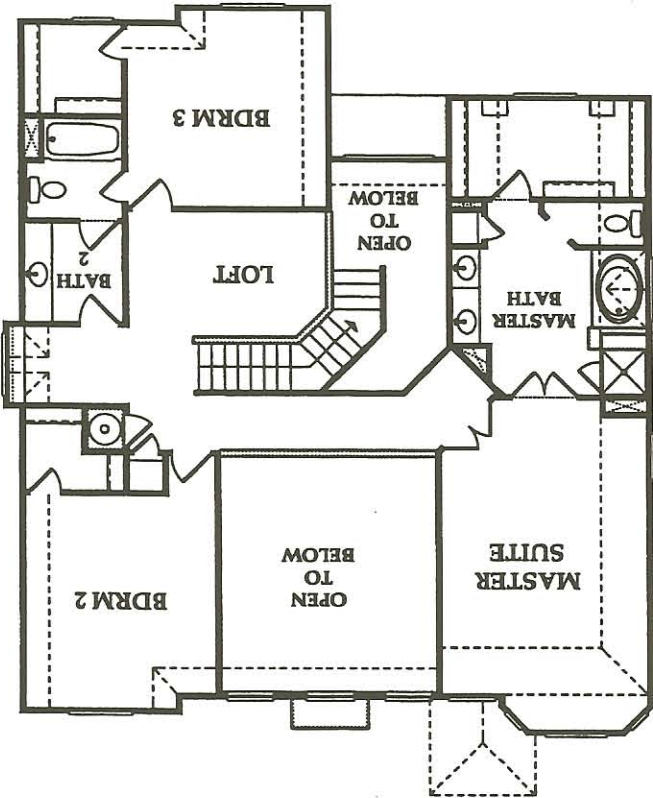 MASTER
SUITE
OPEN
TO
BELOW
BDRM 2
MASTER
BATH
LOFT
BATH
2
OPEN
TO
BELOW
BDRM 3